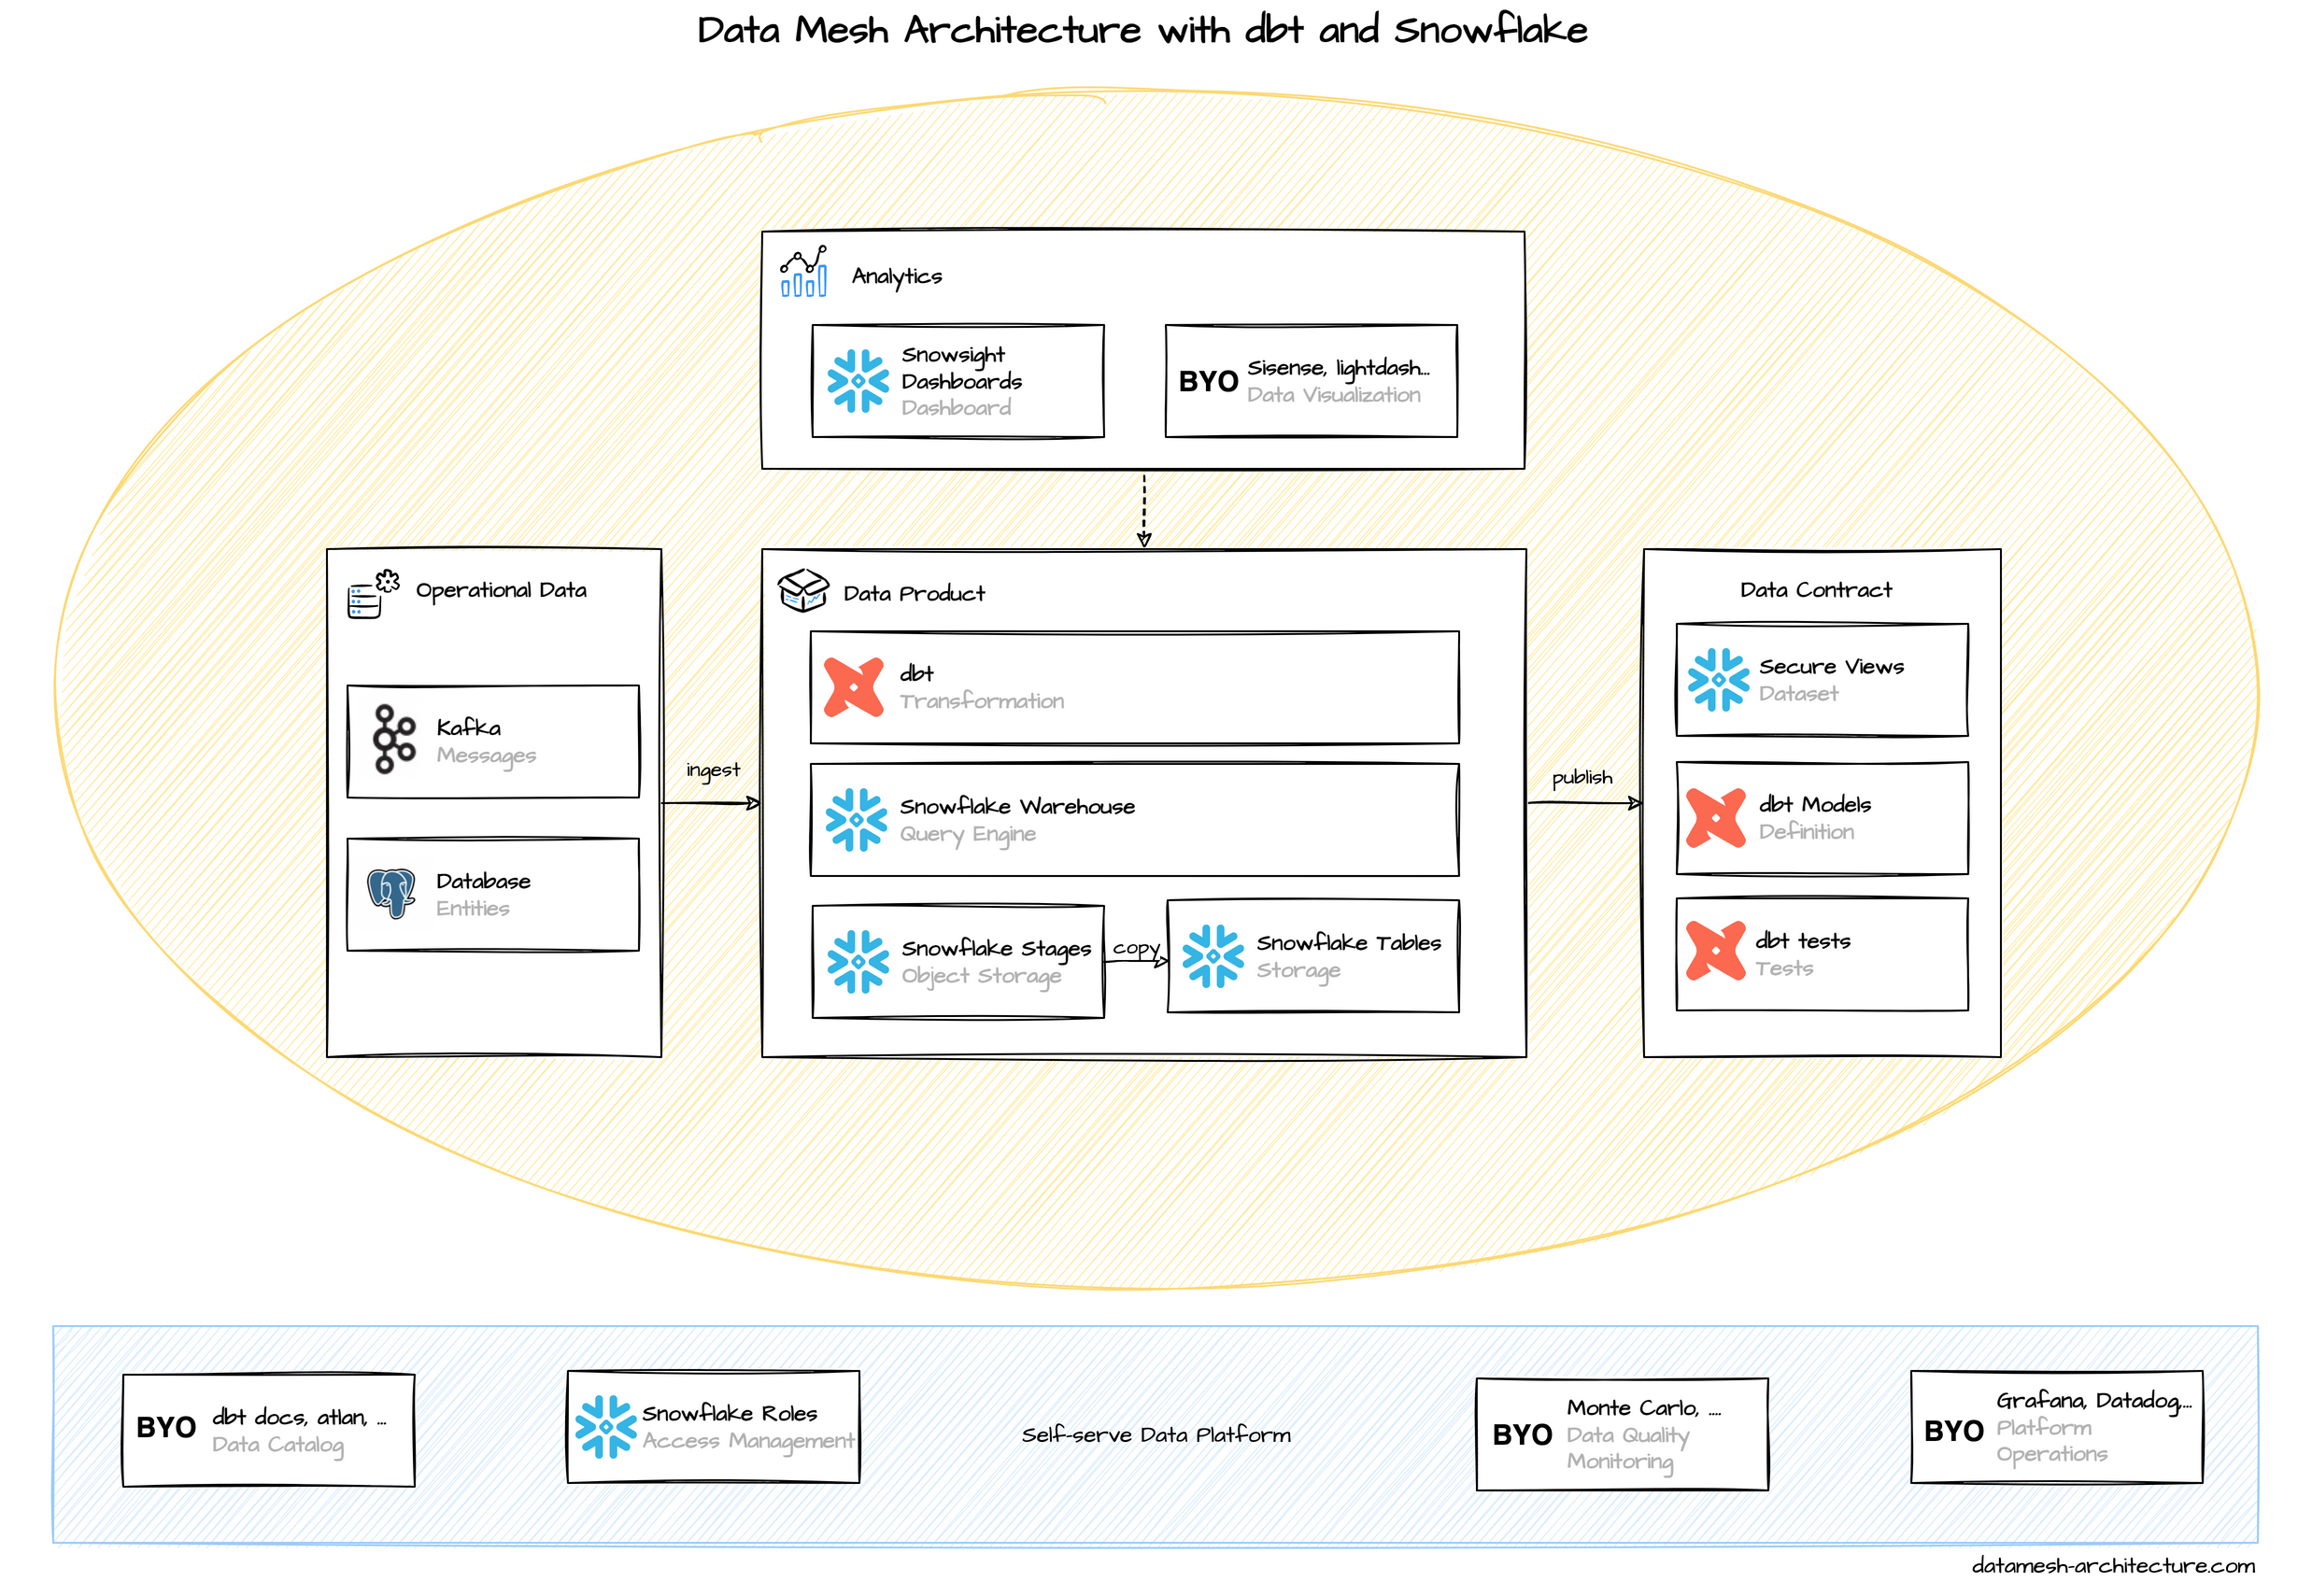 Data Mesh Architecture with dbt and Snowflake
Analytics
Snowsight
Dashboards
Dashboard
BYO
Sisense, lightdash...
Data Visualization
Operational Data
Kafka
Messages
Database
Entities
ingest
Data Product
dbt
Transformation
Snowflake Warehouse
Query Engine
Snowflake Stages
Object Storage
copy
Snowflake Tables
Storage
publish
Data Contract
Secure Views
Dataset
dbt Models
Definition
dbt tests
Tests
BYO
dbt docs, atlan, ...
Data Catalog
Snowflake Roles
Access Management
Self-serve Data Platform
BYO
Monte Carlo, ....
Data Quality
Monitoring
BYO
Grafana, Datadog,...
Platform
Operations
datamesh-architecture.com